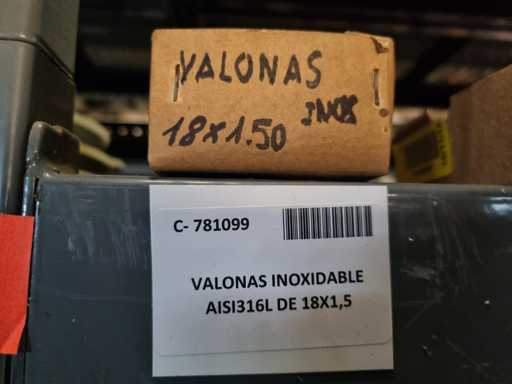 VALONAS
INOX
18x1.50
C- 781099
VALONAS INOXIDABLE
AISI316L DE 18X1,5